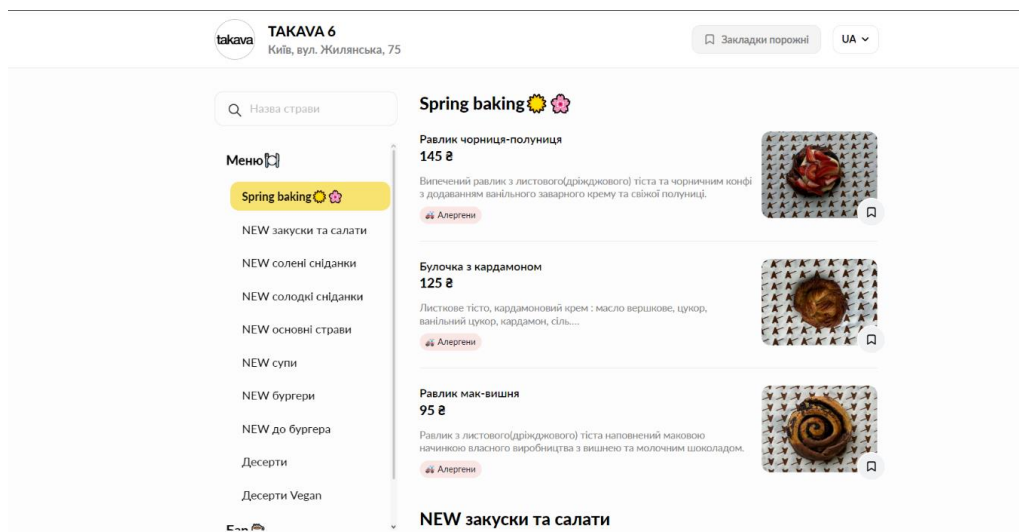 takava
TAKAVA 6
Київ, вул. Жилянська, 75
Закладки порожні
UA
Назва страви
Меню🍽
Spring baking🌞🌸
NEW закуски та салати
NEW солені сніданки
NEW солодкі сніданки
NEW основні страви
NEW супи
NEW бургери
NEW до бургера
Десерти
Десерти Vegan
Бар
Spring baking🌞🌸
Равлик чорниця-полуниця
145 ₴
Випечений равлик з листового(дріжджового) тіста та чорничним конфі
з додаванням ванільного заварного крему та свіжої полуниці.
Алергени
Булочка з кардамоном
125 ₴
Листкове тісто, кардамоновий крем : масло вершкове, цукор,
ванільний цукор, кардамон, сіль....
Алергени
Равлик мак-вишня
95 ₴
Равлик з листового(дріжджового) тіста наповнений маковою
начинкою власного виробництва з вишнею та молочним шоколадом.
Алергени
NEW закуски та салати